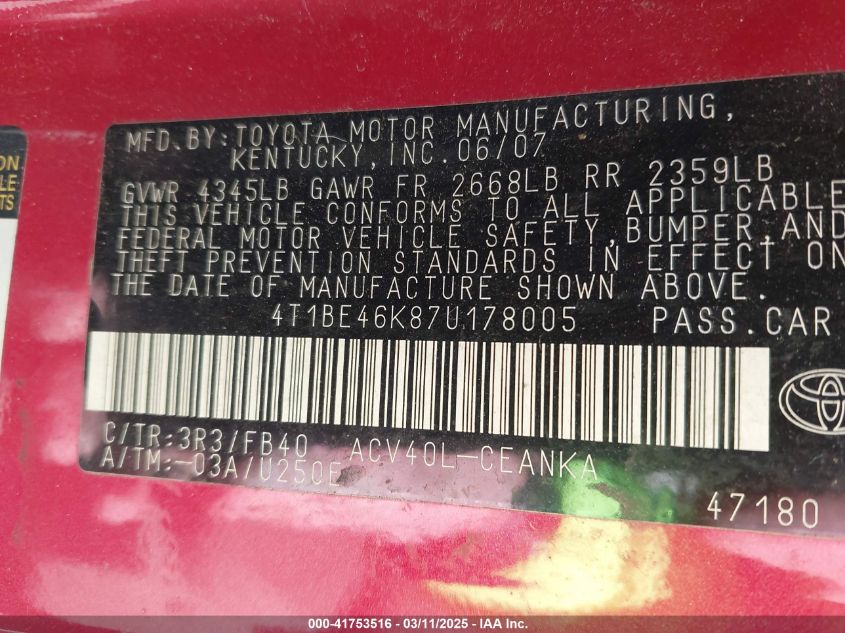 ON
LE
TS
MFD. BY: TOYOTA MOTOR MANUFACTURING,
KENTUCKY, INC. 06/07
GVWR 4345LB GAWR FR 2668LB RR 2359LB
THIS VEHICLE CONFORMS TO ALL APPLICABLE
FEDERAL MOTOR VEHICLE SAFETY, BUMPER, AND
THEFT PREVENTION STANDARDS IN EFFECT ON
THE DATE OF MANUFACTURE SHOWN ABOVE.
4T1BE46K87U178005 PASS. CAR
C/TR: 3R3/FB40 ACV40L-CEANKA
A/TM: -03A/U250E
47180
000-41753516 — 03/11/2025 — IAA Inc.